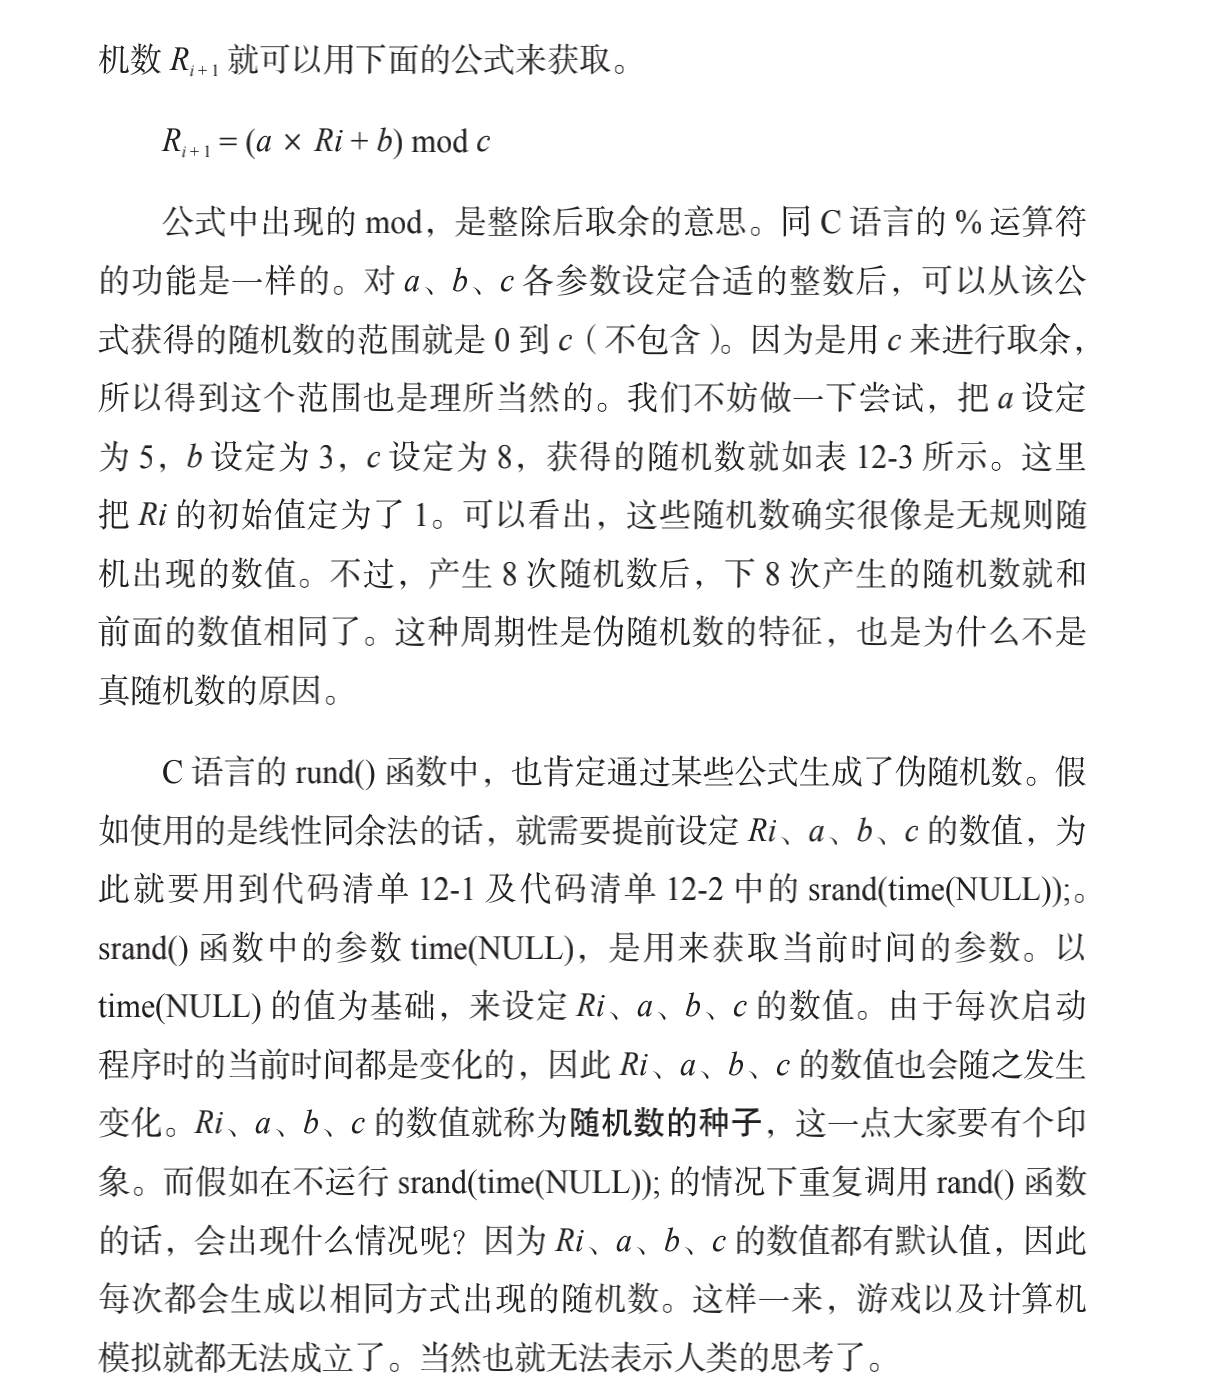 机数 Ri+1 就可以用下面的公式来获取。
Ri+1 = (a × Ri + b) mod c
公式中出现的 mod，是整除后取余的意思。同 C 语言的 % 运算符
的功能是一样的。对 a、b、c 各参数设定合适的整数后，可以从该公
式获得的随机数的范围就是 0 到 c（不包含）。因为是用 c 来进行取余，
所以得到这个范围也是理所当然的。我们不妨做一下尝试，把 a 设定
为 5，b 设定为 3，c 设定为 8，获得的随机数就如表 12-3 所示。这里
把 Ri 的初始值定为了 1。可以看出，这些随机数确实很像是无规则随
机出现的数值。不过，产生 8 次随机数后，下 8 次产生的随机数就和
前面的数值相同了。这种周期性是伪随机数的特征，也是为什么不是
真随机数的原因。
C 语言的 rund() 函数中，也肯定通过某些公式生成了伪随机数。假
如使用的是线性同余法的话，就需要提前设定 Ri、a、b、c 的数值，为
此就要用到代码清单 12-1 及代码清单 12-2 中的 srand(time(NULL));。
srand() 函数中的参数 time(NULL)，是用来获取当前时间的参数。以
time(NULL) 的值为基础，来设定 Ri、a、b、c 的数值。由于每次启动
程序时的当前时间都是变化的，因此 Ri、a、b、c 的数值也会随之发生
变化。Ri、a、b、c 的数值就称为随机数的种子，这一点大家要有个印
象。而假如在不运行 srand(time(NULL)); 的情况下重复调用 rand() 函数
的话，会出现什么情况呢？因为 Ri、a、b、c 的数值都有默认值，因此
每次都会生成以相同方式出现的随机数。这样一来，游戏以及计算机
模拟就都无法成立了。当然也就无法表示人类的思考了。